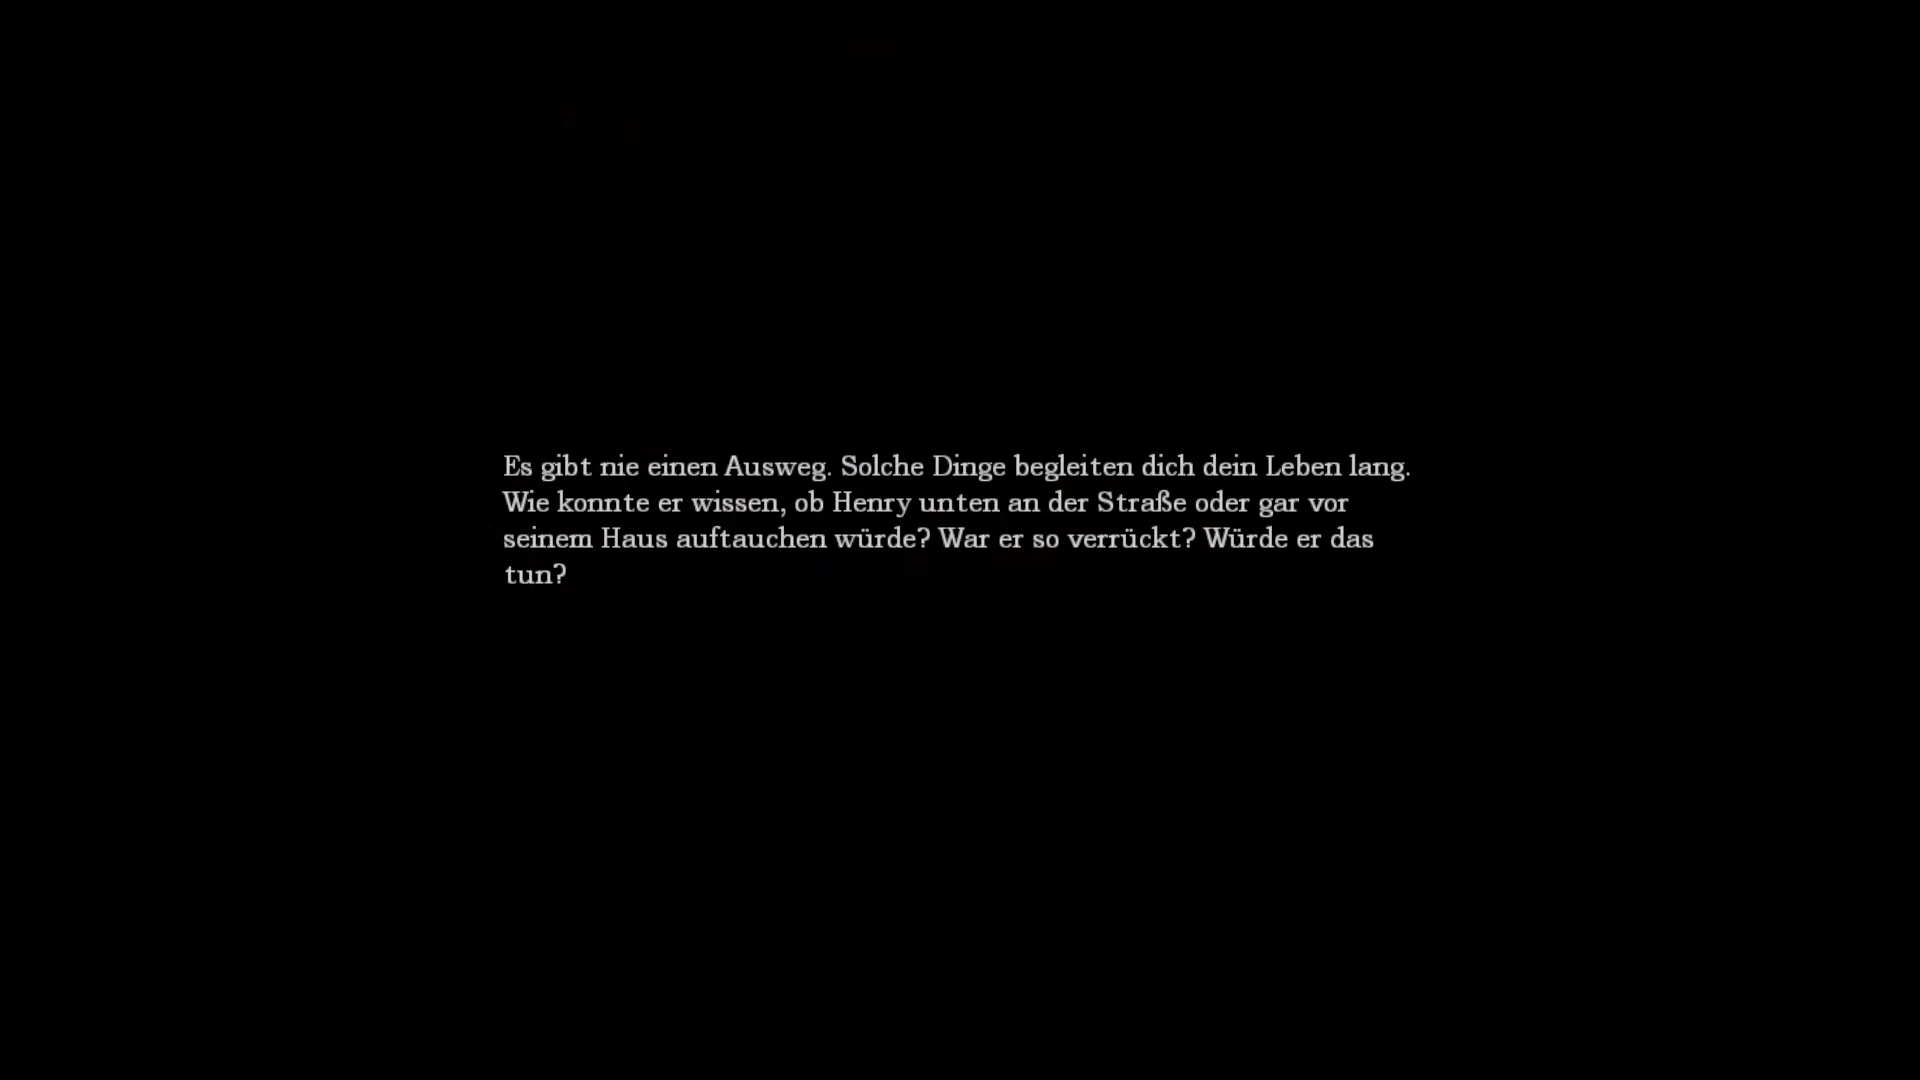 Es gibt nie einen Ausweg. Solche Dinge begleiten dich dein Leben lang.
Wie konnte er wissen, ob Henry unten an der Straße oder gar vor
seinem Haus auftauchen würde? War er so verrückt? Würde er das
tun?